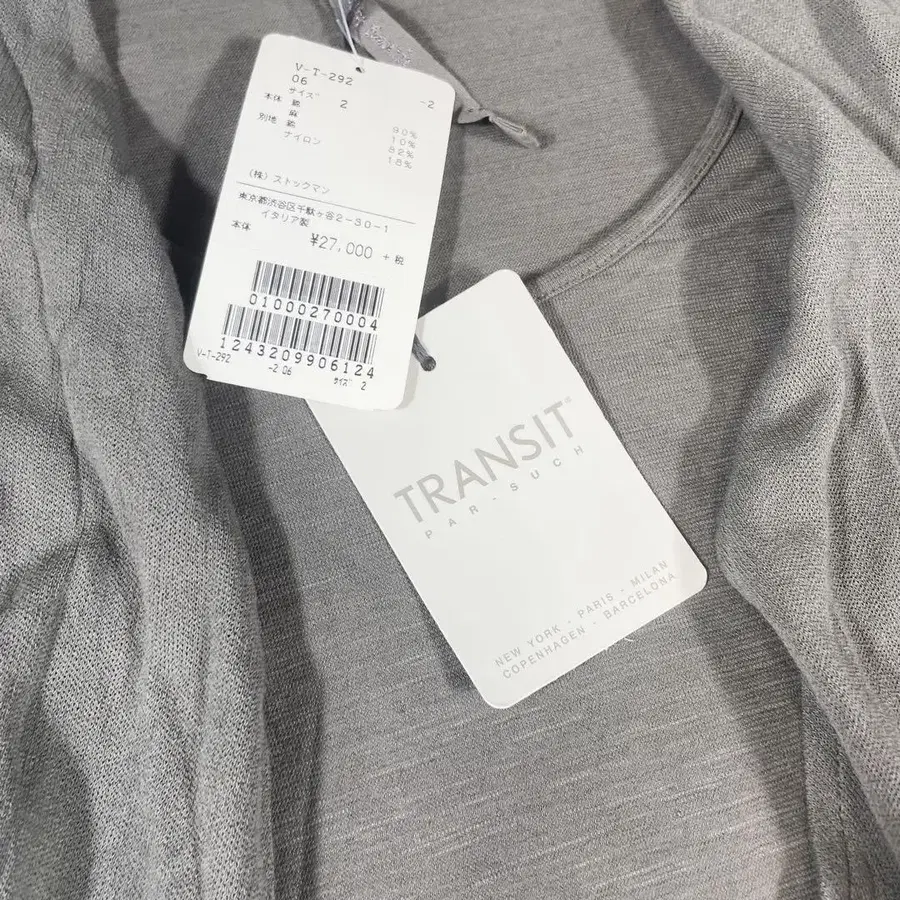 V-T-292
06
サイズ 2 -2
本体 綿 90%
麻 10%
別地 綿 82%
ナイロン 18%
(株)ストックマン
東京都渋谷区千駄ヶ谷2-30-1
イタリア製
本体 ¥27,000 +税
01000270004
1243209906124
V-T-292 -2 06 サイズ 2
TRANSIT
PAR-SUCH
NEW YORK · PARIS · MILAN
COPENHAGEN · BARCELONA